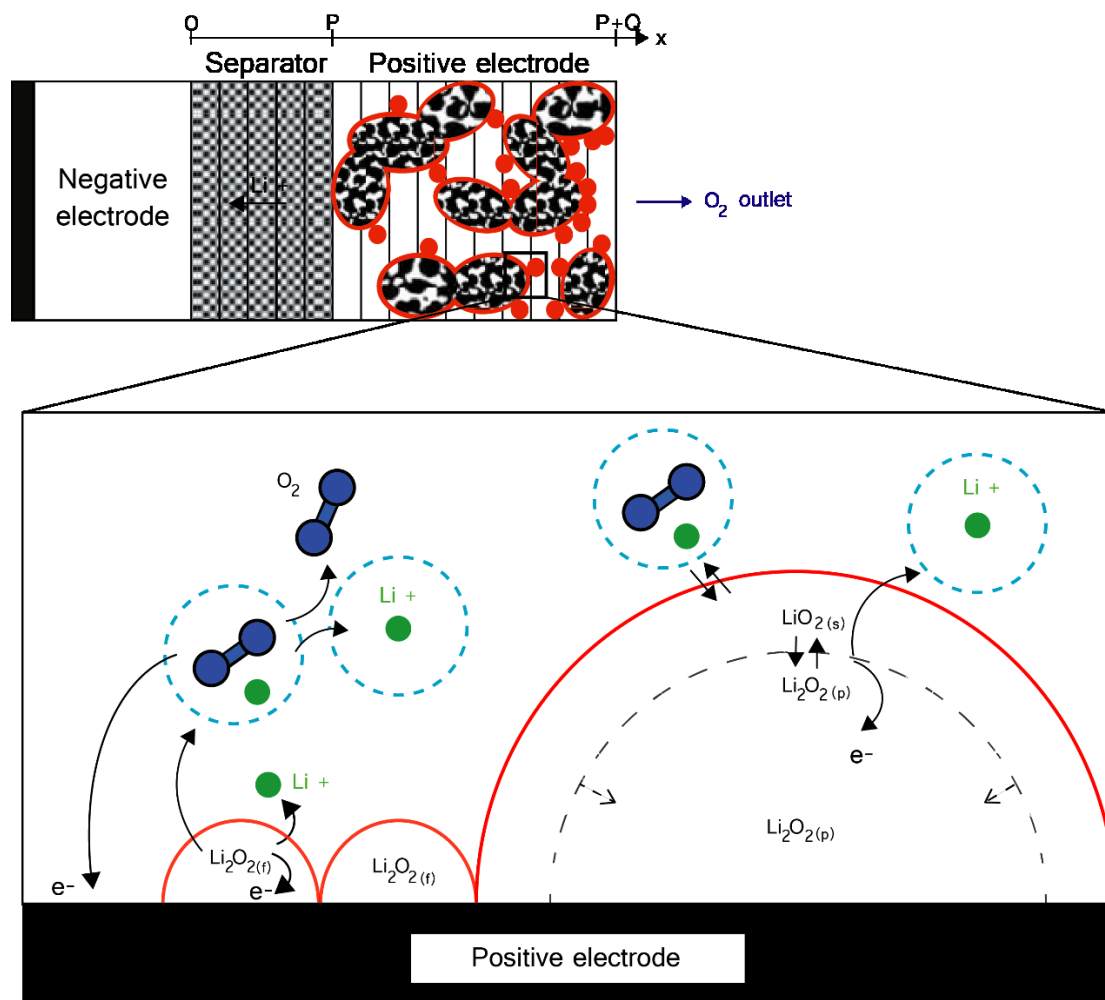 O P P+Q x
Separator Positive electrode
Negative
electrode
Li +
O2 outlet
O2
Li +
Li +
LiO2(s)
Li2O2(p)
e-
Li +
Li2O2(f)
Li2O2(f)
Li2O2(p)
e-
e-
Positive electrode